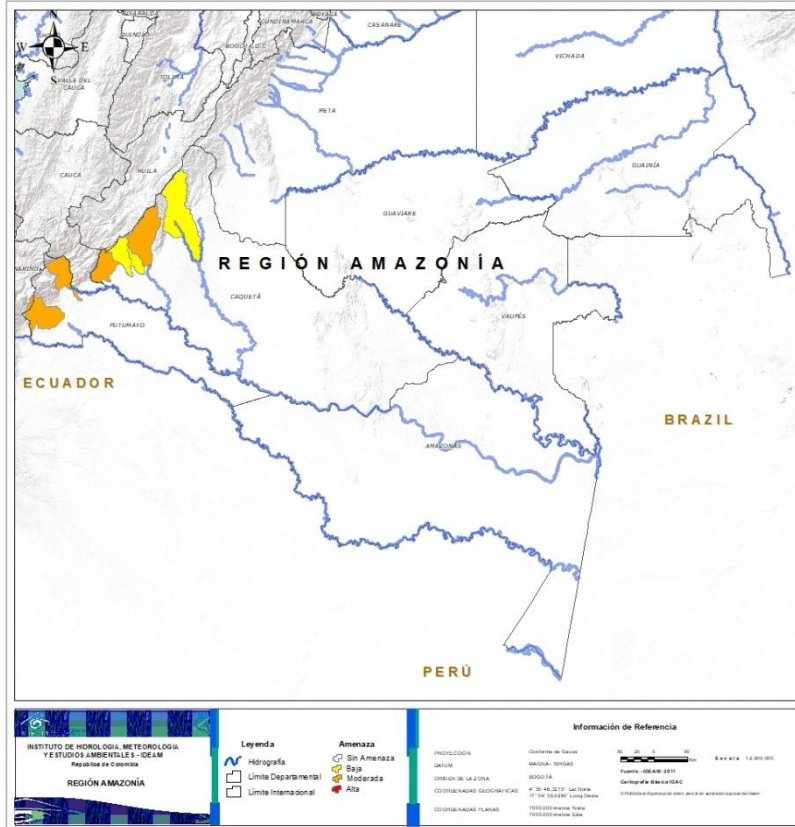 N
W E
S
CUNDINAMARCA
CASANARE
VICHADA
BOGOTÁ D.C.
TOLIMA
VALLE DEL
CAUCA
META
HUILA
CAUCA
GUAINÍA
GUAVIARE
NARIÑO
REGIÓN AMAZONÍA
CAQUETÁ
VAUPÉS
PUTUMAYO
ECUADOR
BRAZIL
AMAZONAS
PERÚ
INSTITUTO DE HIDROLOGIA, METEOROLOGIA
Y ESTUDIOS AMBIENTALES - IDEAM
República de Colombia
REGIÓN AMAZONÍA
Leyenda
Hidrografía
Límite Departamental
Límite Internacional
Amenaza
Sin Amenaza
Baja
Moderada
Alta
Información de Referencia
PROYECCIÓN
DATUM
ORIGEN DE LA ZONA
COORDENADAS GEOGRÁFICAS
COORDENADAS PLANAS
BOGOTÁ
Escala
Fuente: IDEAM- 2011
Cartografía Básica IGAC